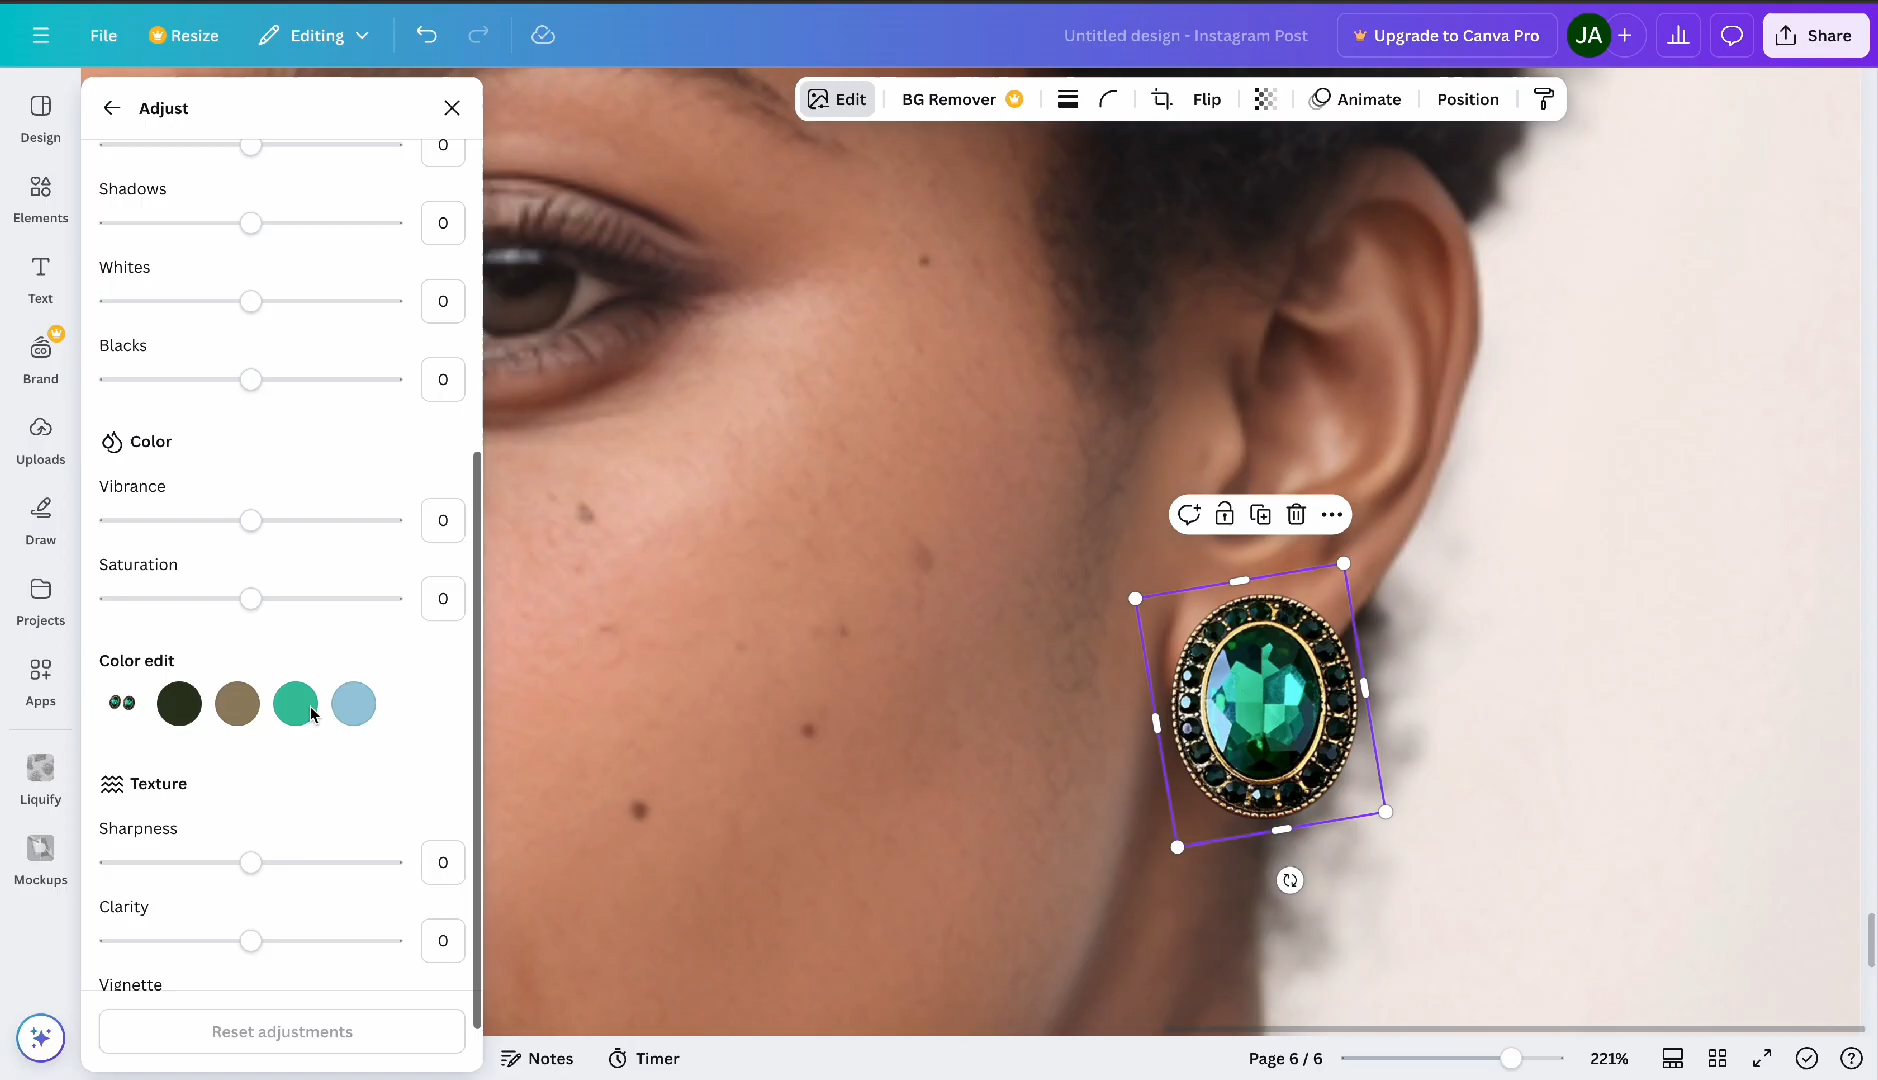 File
Resize
Editing
Untitled design - Instagram Post
Upgrade to Canva Pro
JA
Share
Design
Elements
Text
Brand
Uploads
Draw
Projects
Apps
Liquify
Mockups
Adjust
0
Shadows
0
Whites
0
Blacks
0
Color
Vibrance
0
Saturation
0
Color edit
Texture
Sharpness
0
Clarity
0
Vignette
Reset adjustments
Edit
BG Remover
Flip
Animate
Position
Notes
Timer
Page 6 / 6
221%